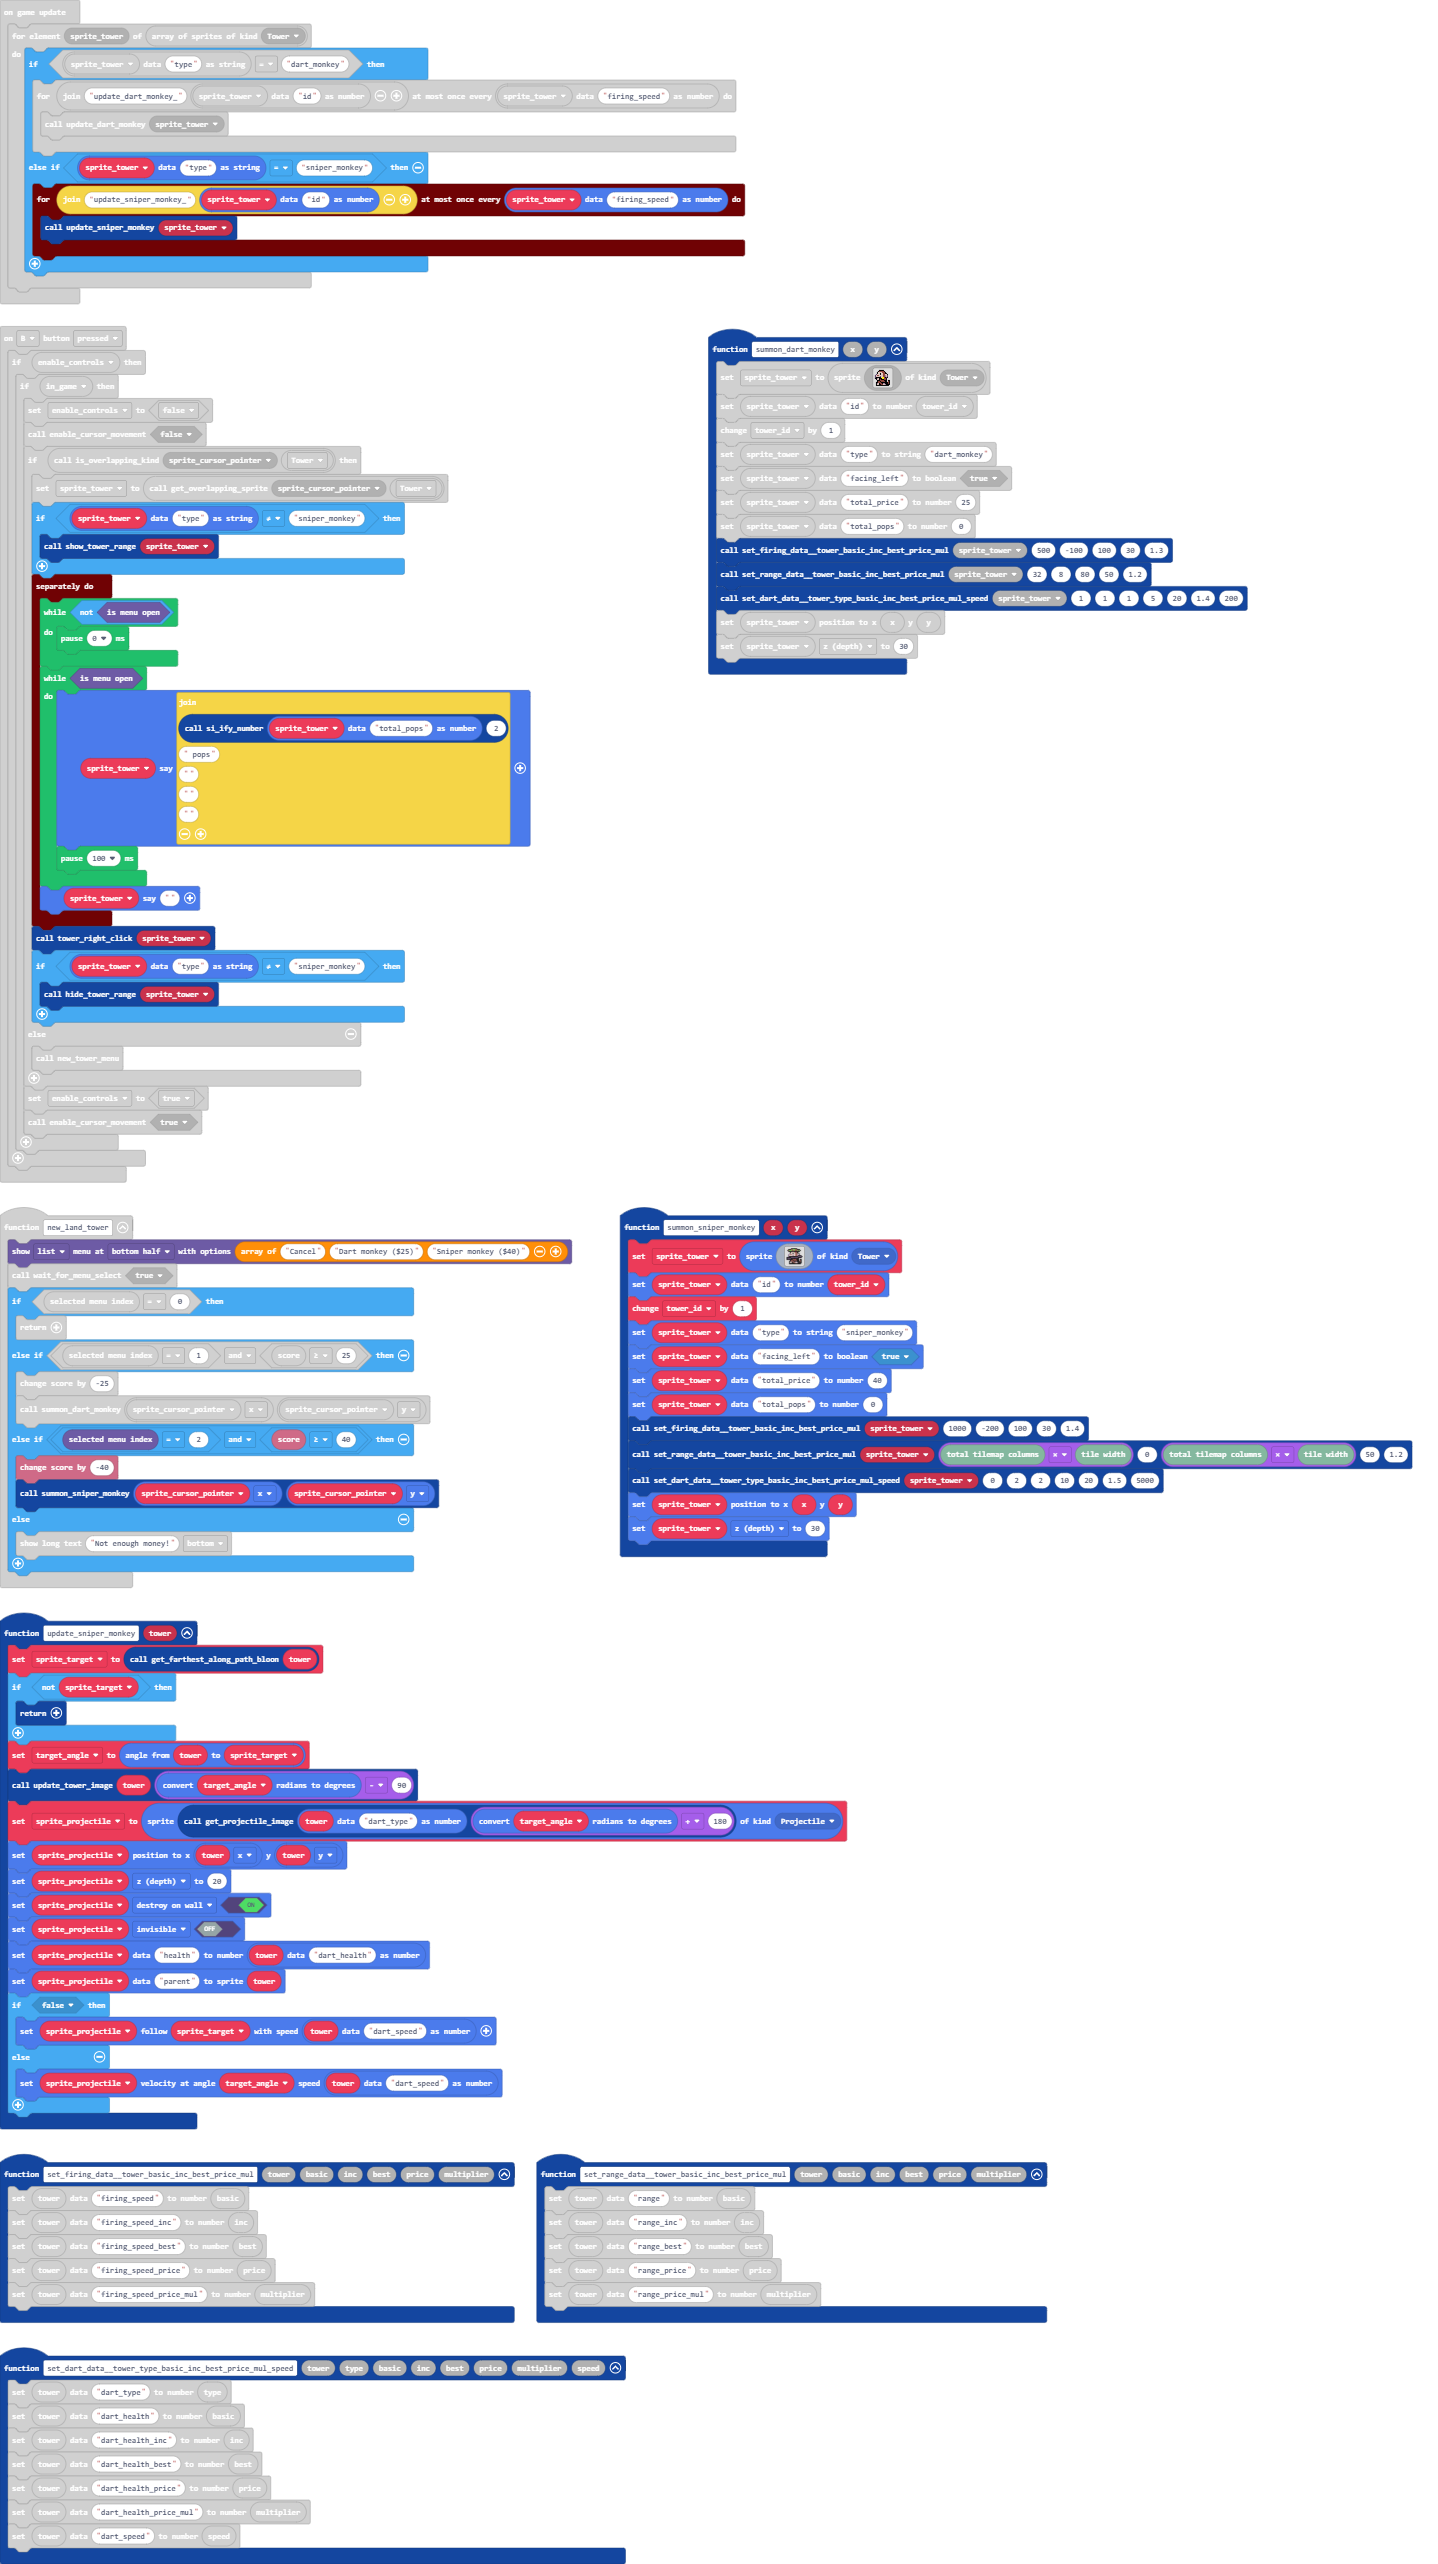 on game update
for element sprite_tower of array of sprites of kind Tower
do
if sprite_tower data "type" as string = "dart_monkey" then
for join "update_dart_monkey_" sprite_tower data "id" as number at most once every sprite_tower data "firing_speed" as number do
call update_dart_monkey sprite_tower
else if sprite_tower data "type" as string = "sniper_monkey" then
for join "update_sniper_monkey_" sprite_tower data "id" as number at most once every sprite_tower data "firing_speed" as number do
call update_sniper_monkey sprite_tower
on B button pressed
if enable_controls then
if in_game then
set enable_controls to false
call enable_cursor_movement false
if call is_overlapping_kind sprite_cursor_pointer Tower then
set sprite_tower to call get_overlapping_sprite sprite_cursor_pointer Tower
if sprite_tower data "type" as string ≠ "sniper_monkey" then
call show_tower_range sprite_tower
separately do
while not is menu open
do
pause 0 ms
while is menu open
do
join
call si_ify_number sprite_tower data "total_pops" as number 2
" pops"
sprite_tower say
" "
" "
" "
pause 100 ms
sprite_tower say " "
call tower_right_click sprite_tower
if sprite_tower data "type" as string ≠ "sniper_monkey" then
call hide_tower_range sprite_tower
else
call new_tower_menu
set enable_controls to true
call enable_cursor_movement true
function summon_dart_monkey x y
set sprite_tower to sprite of kind Tower
set sprite_tower data "id" to number tower_id
change tower_id by 1
set sprite_tower data "type" to string "dart_monkey"
set sprite_tower data "facing_left" to boolean true
set sprite_tower data "total_price" to number 25
set sprite_tower data "total_pops" to number 0
call set_firing_data__tower_basic_inc_best_price_mul sprite_tower 500 -100 100 30 1.3
call set_range_data__tower_basic_inc_best_price_mul sprite_tower 32 8 80 50 1.2
call set_dart_data__tower_type_basic_inc_best_price_mul_speed sprite_tower 1 1 1 5 20 1.4 200
set sprite_tower position to x x y y
set sprite_tower z (depth) to 30
function new_land_tower
show list menu at bottom half with options array of "Cancel" "Dart monkey ($25)" "Sniper monkey ($40)"
call wait_for_menu_select true
if selected menu index = 0 then
return
else if selected menu index = 1 and score ≥ 25 then
change score by -25
call summon_dart_monkey sprite_cursor_pointer x sprite_cursor_pointer y
else if selected menu index = 2 and score ≥ 40 then
change score by -40
call summon_sniper_monkey sprite_cursor_pointer x sprite_cursor_pointer y
else
show long text "Not enough money!" bottom
function summon_sniper_monkey x y
set sprite_tower to sprite of kind Tower
set sprite_tower data "id" to number tower_id
change tower_id by 1
set sprite_tower data "type" to string "sniper_monkey"
set sprite_tower data "facing_left" to boolean true
set sprite_tower data "total_price" to number 40
set sprite_tower data "total_pops" to number 0
call set_firing_data__tower_basic_inc_best_price_mul sprite_tower 1000 -200 100 30 1.4
call set_range_data__tower_basic_inc_best_price_mul sprite_tower total tilemap columns × tile width 0 total tilemap columns × tile width 50 1.2
call set_dart_data__tower_type_basic_inc_best_price_mul_speed sprite_tower 0 2 2 10 20 1.5 5000
set sprite_tower position to x x y y
set sprite_tower z (depth) to 30
function update_sniper_monkey tower
set sprite_target to call get_farthest_along_path_bloon tower
if not sprite_target then
return
set target_angle to angle from tower to sprite_target
call update_tower_image tower convert target_angle radians to degrees - 90
set sprite_projectile to sprite call get_projectile_image tower data "dart_type" as number convert target_angle radians to degrees + 180 of kind Projectile
set sprite_projectile position to x tower x y tower y
set sprite_projectile z (depth) to 20
set sprite_projectile destroy on wall ON
set sprite_projectile invisible OFF
set sprite_projectile data "health" to number tower data "dart_health" as number
set sprite_projectile data "parent" to sprite tower
if false then
set sprite_projectile follow sprite_target with speed tower data "dart_speed" as number
else
set sprite_projectile velocity at angle target_angle speed tower data "dart_speed" as number
function set_firing_data__tower_basic_inc_best_price_mul tower basic inc best price multiplier
set tower data "firing_speed" to number basic
set tower data "firing_speed_inc" to number inc
set tower data "firing_speed_best" to number best
set tower data "firing_speed_price" to number price
set tower data "firing_speed_price_mul" to number multiplier
function set_range_data__tower_basic_inc_best_price_mul tower basic inc best price multiplier
set tower data "range" to number basic
set tower data "range_inc" to number inc
set tower data "range_best" to number best
set tower data "range_price" to number price
set tower data "range_price_mul" to number multiplier
function set_dart_data__tower_type_basic_inc_best_price_mul_speed tower type basic inc best price multiplier speed
set tower data "dart_type" to number type
set tower data "dart_health" to number basic
set tower data "dart_health_inc" to number inc
set tower data "dart_health_best" to number best
set tower data "dart_health_price" to number price
set tower data "dart_health_price_mul" to number multiplier
set tower data "dart_speed" to number speed